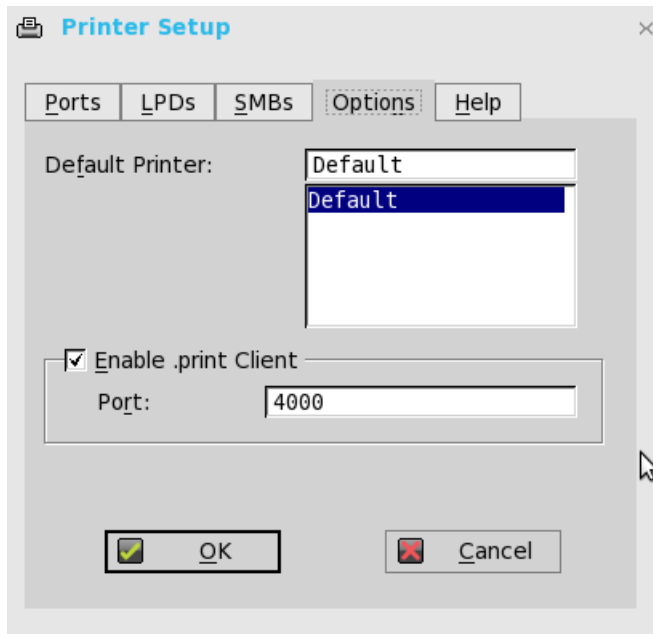 Printer Setup
Ports LPDs SMBs Options Help
Default Printer: Default
Default
Enable .print Client
Port: 4000
OK Cancel